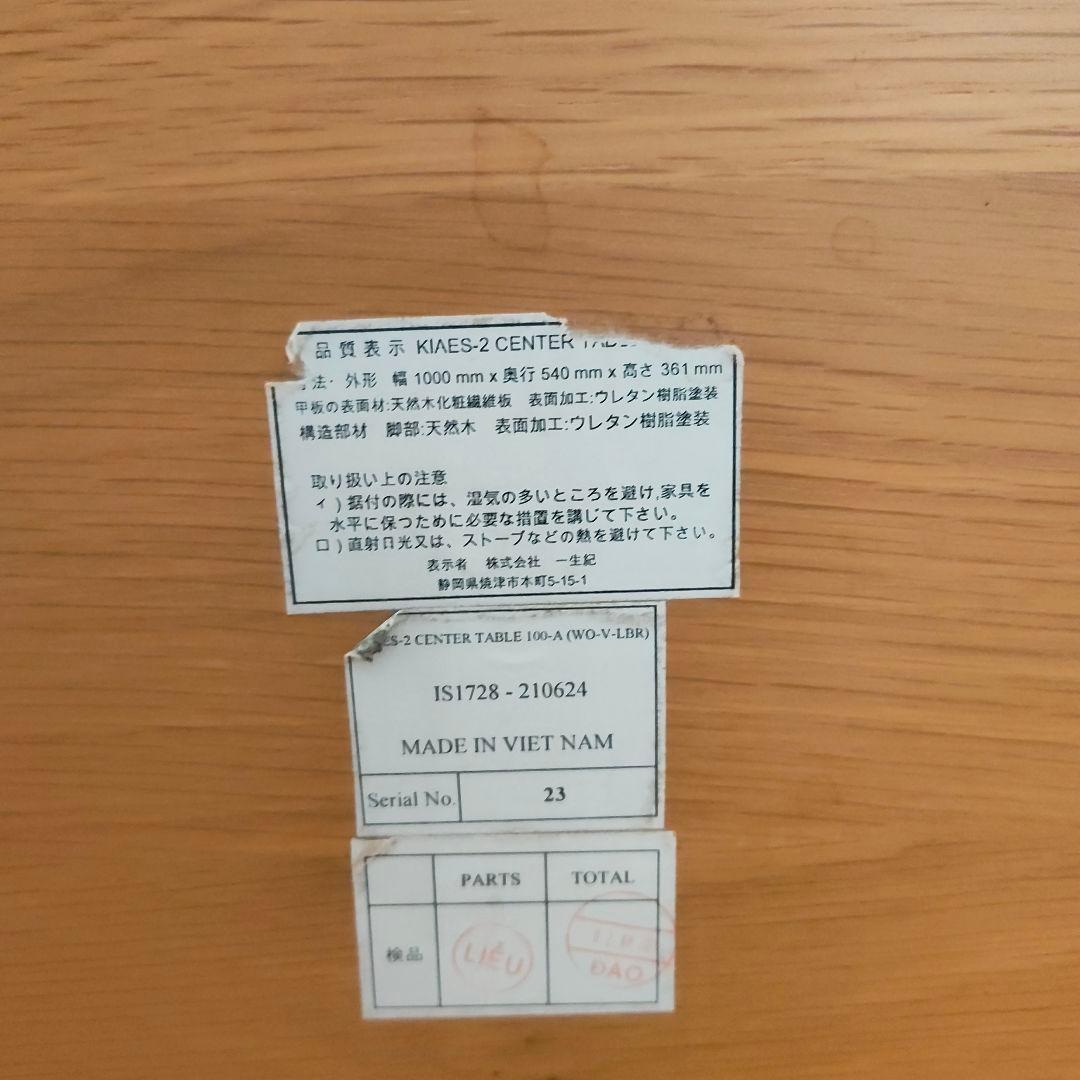 品質表示 KIAES-2 CENTER
法・外形 幅 1000 mm x 奥行 540 mm x 高さ 361 mm
甲板の表面材:天然木化粧繊維板 表面加工:ウレタン樹脂塗装
構造部材 脚部:天然木 表面加工:ウレタン樹脂塗装
取り扱い上の注意
イ)据付の際には、湿気の多いところを避け,家具を
水平に保つために必要な措置を講じて下さい。
ロ)直射日光又は、ストーブなどの熱を避けて下さい。
表示者 株式会社 一生紀
静岡県焼津市本町5-15-1
ES-2 CENTER TABLE 100-A (WO-V-LBR)
IS1728 - 210624
MADE IN VIET NAM
Serial No. 23
PARTS TOTAL
検品 LIỄU ĐAO